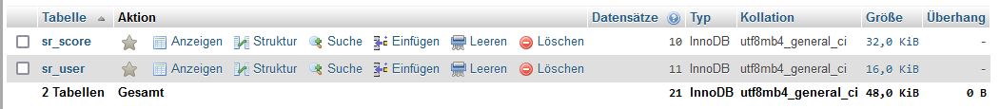 Tabelle Aktion Datensätze Typ Kollation Größe Überhang
sr_score Anzeigen Struktur Suche Einfügen Leeren Löschen 10 InnoDB utf8mb4_general_ci 32,0 KiB -
sr_user Anzeigen Struktur Suche Einfügen Leeren Löschen 11 InnoDB utf8mb4_general_ci 16,0 KiB -
2 Tabellen Gesamt 21 InnoDB utf8mb4_general_ci 48,0 KiB 0 B